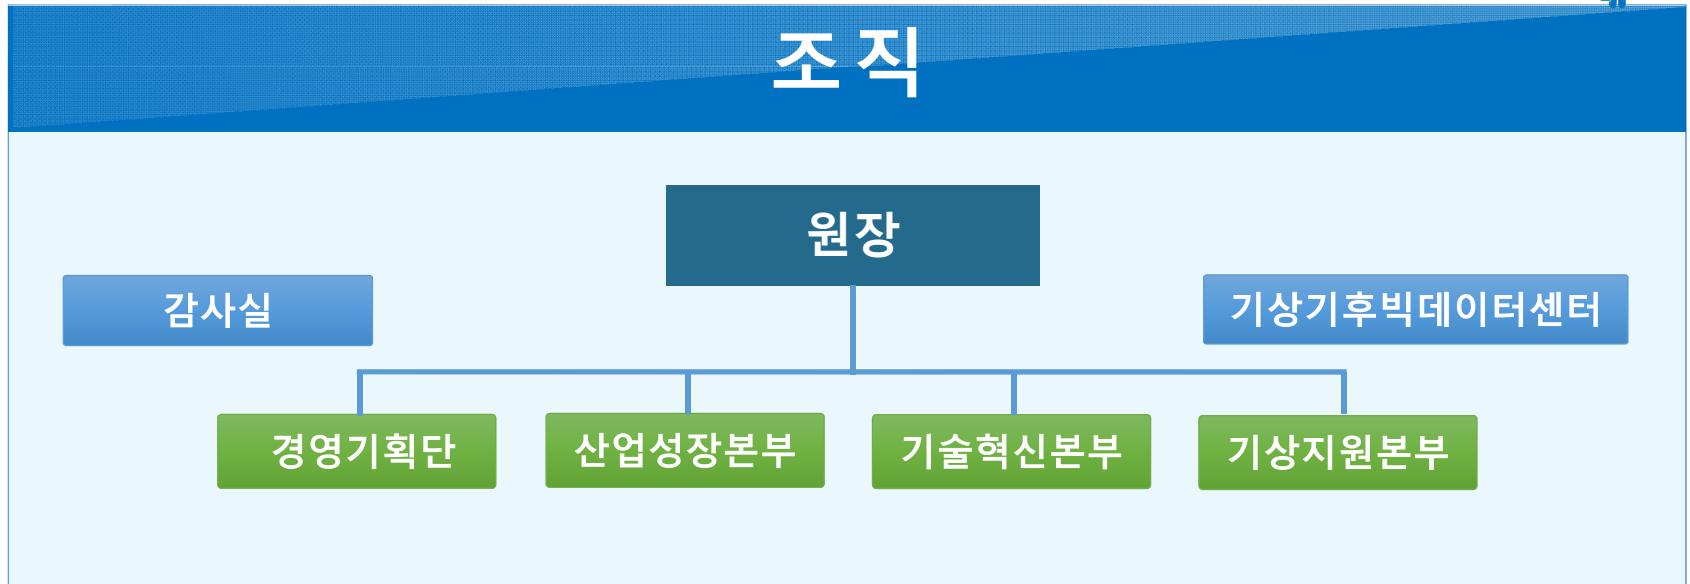 조직
원장
감사실
기상기후빅데이터센터
경영기획단
산업성장본부
기술혁신본부
기상지원본부